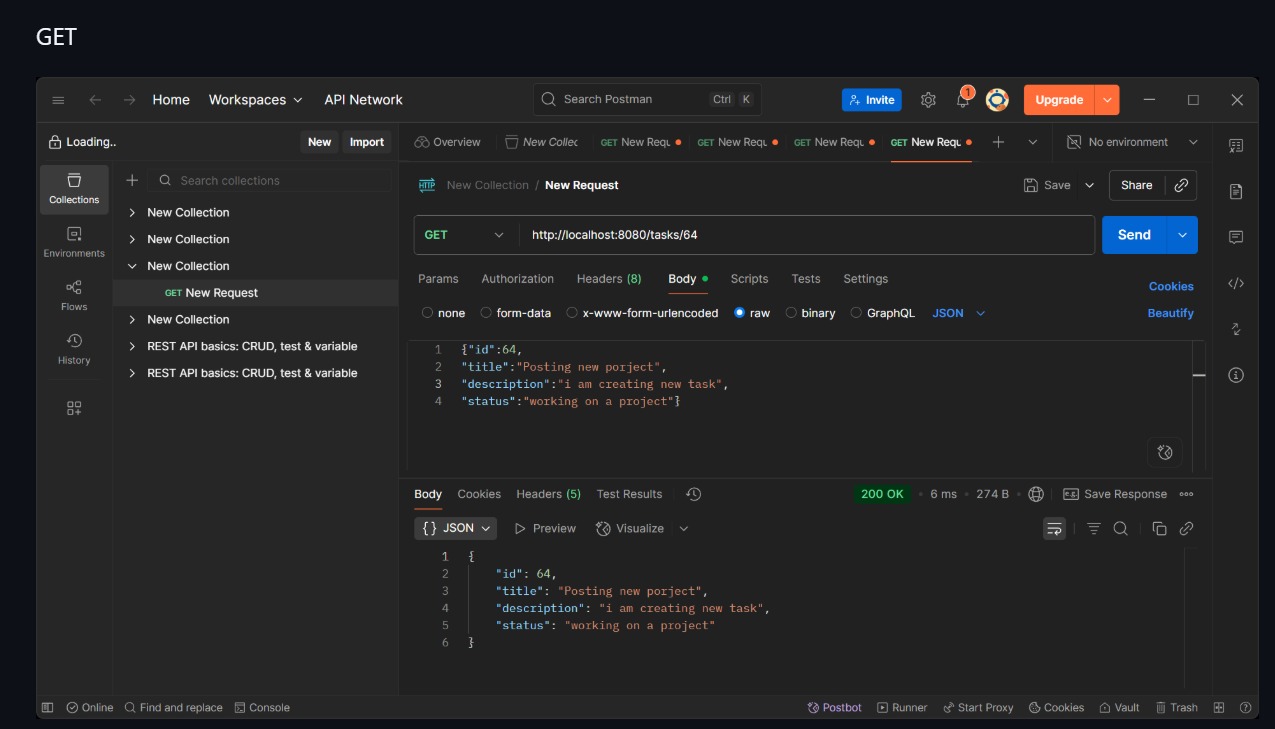 GET
Home Workspaces API Network Search Postman Ctrl K Invite 1 Upgrade
Loading.. New Import Overview New Collec GET New Requ GET New Requ GET New Requ GET New Requ No environment
Search collections
Collections
Environments
Flows
History
New Collection
New Collection
New Collection
GET New Request
New Collection
REST API basics: CRUD, test & variable
REST API basics: CRUD, test & variable
HTTP New Collection / New Request Save Share
GET http://localhost:8080/tasks/64 Send
Params Authorization Headers (8) Body Scripts Tests Settings Cookies
none form-data x-www-form-urlencoded raw binary GraphQL JSON Beautify
1 {"id":64,
2 "title":"Posting new porject",
3 "description":"i am creating new task",
4 "status":"working on a project"}
Body Cookies Headers (5) Test Results 200 OK 6 ms 274 B e.g. Save Response
{} JSON Preview Visualize
1 {
2 "id": 64,
3 "title": "Posting new porject",
4 "description": "i am creating new task",
5 "status": "working on a project"
6 }
Online Find and replace Console Postbot Runner Start Proxy Cookies Vault Trash